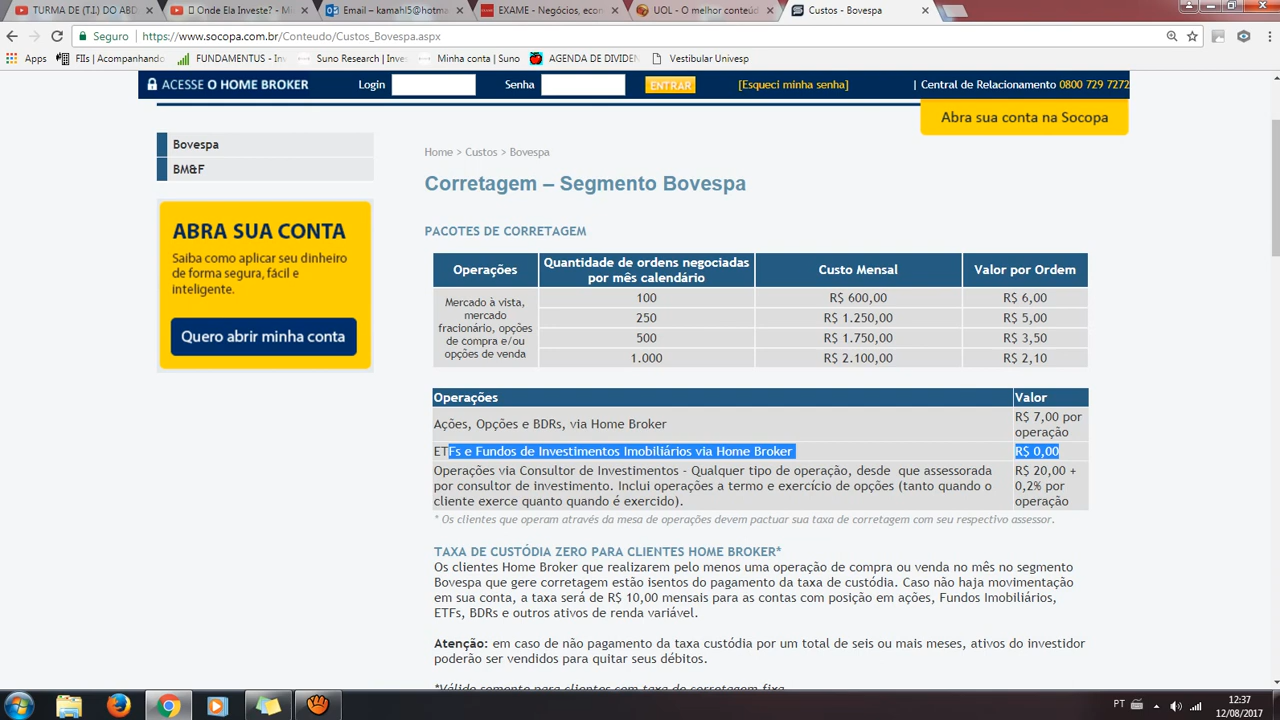 TURMA DE (T.I.) DO ABD
Onde Ela Investe? - Mi
Email – kamahl5@hotma
EXAME - Negócios, econ
UOL - O melhor conteúd
Custos - Bovespa
Seguro
https://www.socopa.com.br/Conteudo/Custos_Bovespa.aspx
Apps
FIIs | Acompanhando
FUNDAMENTUS - In
Suno Research | Inves
Minha conta | Suno
AGENDA DE DIVIDEN
Vestibular Univesp
ACESSE O HOME BROKER
Login
Senha
ENTRAR
[Esqueci minha senha]
| Central de Relacionamento 0800 729 7272
Abra sua conta na Socopa
Bovespa
BM&F
ABRA SUA CONTA
Saiba como aplicar seu dinheiro
de forma segura, fácil e
inteligente.
Quero abrir minha conta
Home > Custos > Bovespa
Corretagem – Segmento Bovespa
PACOTES DE CORRETAGEM
Operações
Quantidade de ordens negociadas
por mês calendário
Custo Mensal
Valor por Ordem
Mercado à vista,
mercado
fracionário, opções
de compra e/ou
opções de venda
100 R$ 600,00 R$ 6,00
250 R$ 1.250,00 R$ 5,00
500 R$ 1.750,00 R$ 3,50
1.000 R$ 2.100,00 R$ 2,10
Operações Valor
Ações, Opções e BDRs, via Home Broker
R$ 7,00 por
operação
ETFs e Fundos de Investimentos Imobiliários via Home Broker R$ 0,00
Operações via Consultor de Investimentos - Qualquer tipo de operação, desde que assessorada
por consultor de investimento. Inclui operações a termo e exercício de opções (tanto quando o
cliente exerce quanto quando é exercido).
R$ 20,00 +
0,2% por
operação
* Os clientes que operam através da mesa de operações devem pactuar sua taxa de corretagem com seu respectivo assessor.
TAXA DE CUSTÓDIA ZERO PARA CLIENTES HOME BROKER*
Os clientes Home Broker que realizarem pelo menos uma operação de compra ou venda no mês no segmento
Bovespa que gere corretagem estão isentos do pagamento da taxa de custódia. Caso não haja movimentação
em sua conta, a taxa será de R$ 10,00 mensais para as contas com posição em ações, Fundos Imobiliários,
ETFs, BDRs e outros ativos de renda variável.
Atenção: em caso de não pagamento da taxa custódia por um total de seis ou mais meses, ativos do investidor
poderão ser vendidos para quitar seus débitos.
*Válido somente para clientes com taxa de corretagem fixa
PT
12:37
12/08/2017